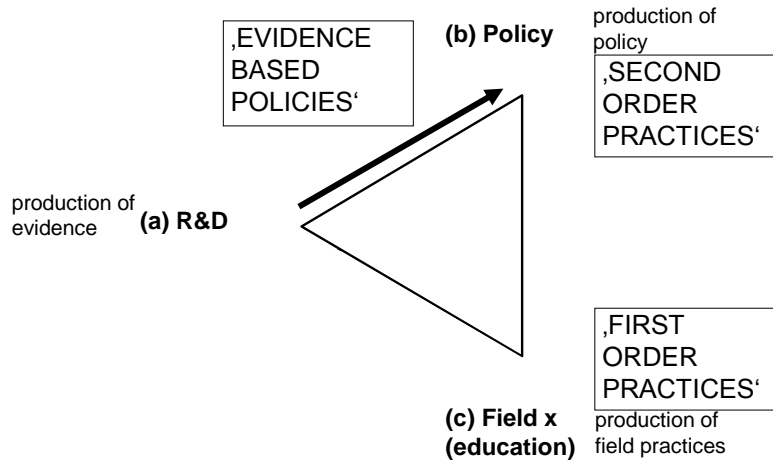 ‚EVIDENCE
BASED
POLICIES‘
(b) Policy
production of
policy
‚SECOND
ORDER
PRACTICES‘
production of
evidence
(a) R&D
‚FIRST
ORDER
PRACTICES‘
(c) Field x
(education)
production of
field practices